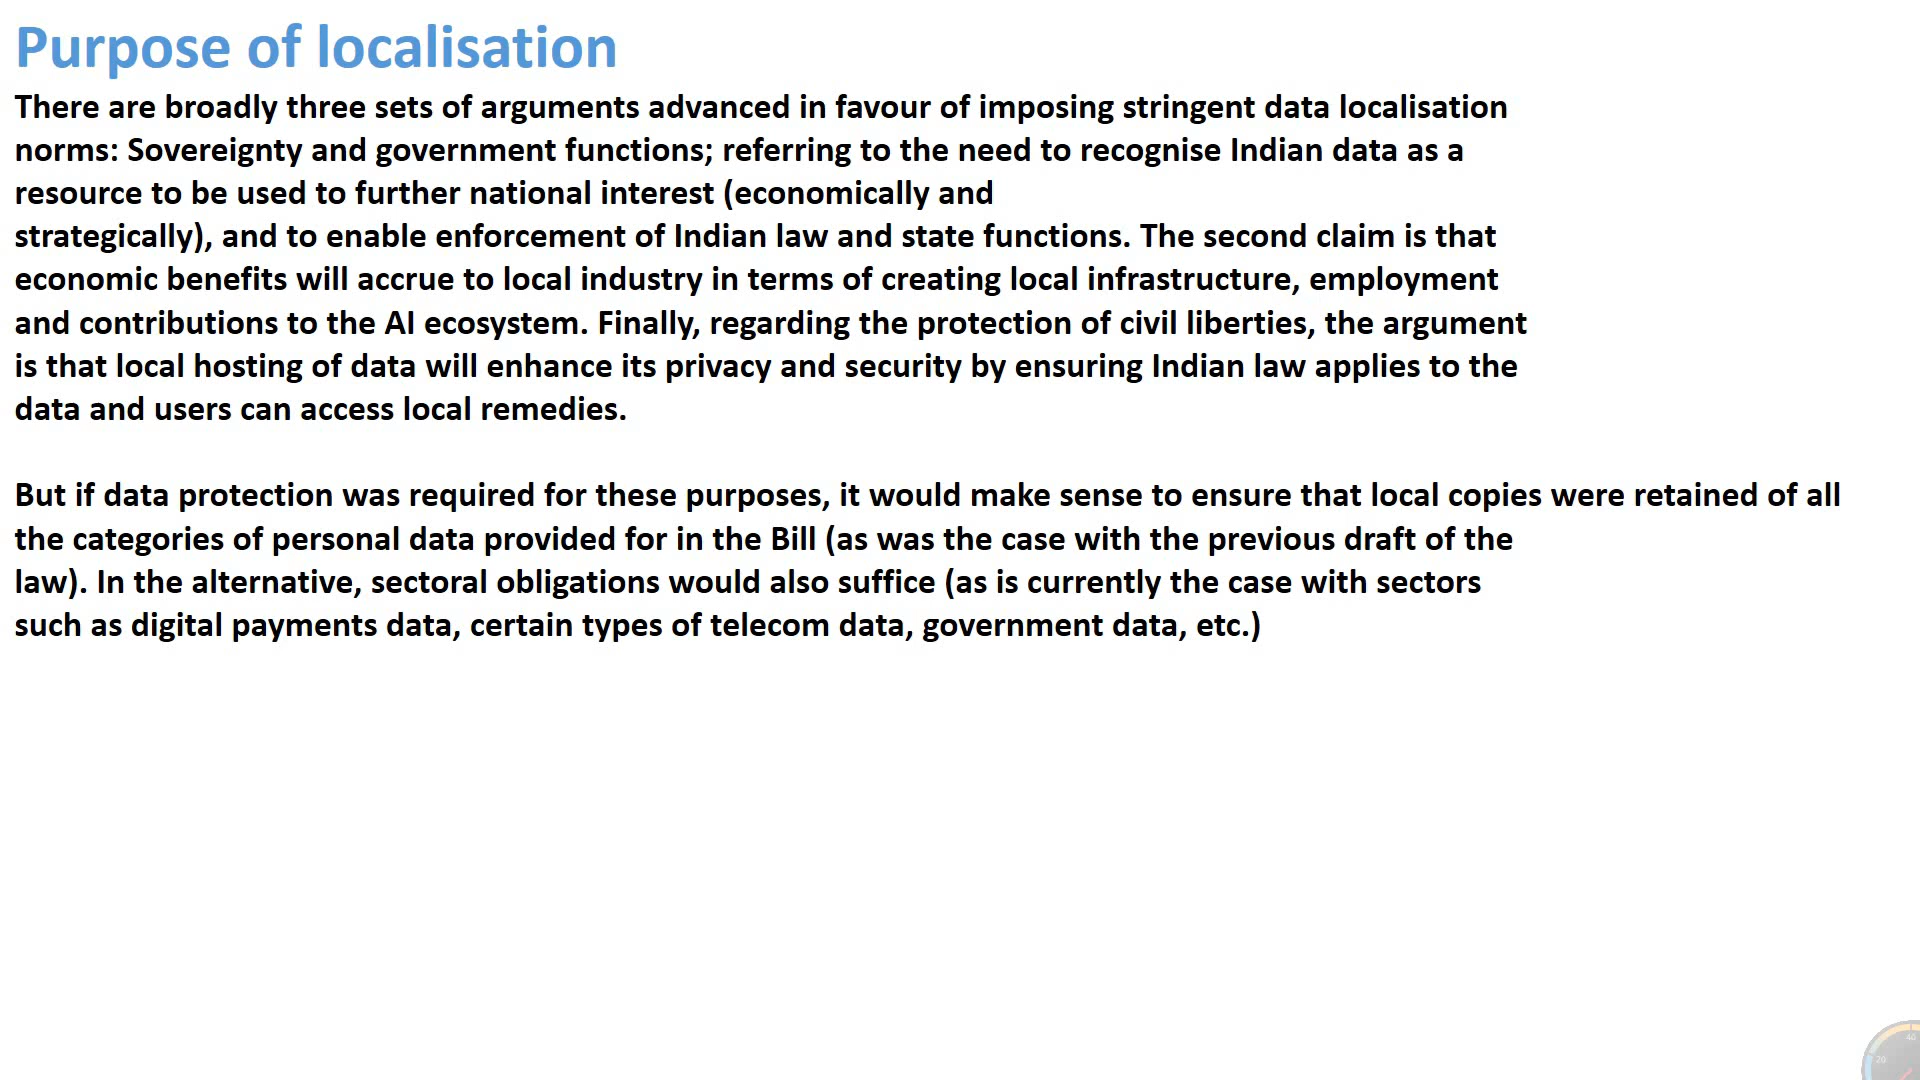 Purpose of localisation
There are broadly three sets of arguments advanced in favour of imposing stringent data localisation
norms: Sovereignty and government functions; referring to the need to recognise Indian data as a
resource to be used to further national interest (economically and
strategically), and to enable enforcement of Indian law and state functions. The second claim is that
economic benefits will accrue to local industry in terms of creating local infrastructure, employment
and contributions to the AI ecosystem. Finally, regarding the protection of civil liberties, the argument
is that local hosting of data will enhance its privacy and security by ensuring Indian law applies to the
data and users can access local remedies.
But if data protection was required for these purposes, it would make sense to ensure that local copies were retained of all
the categories of personal data provided for in the Bill (as was the case with the previous draft of the
law). In the alternative, sectoral obligations would also suffice (as is currently the case with sectors
such as digital payments data, certain types of telecom data, government data, etc.)
40
20